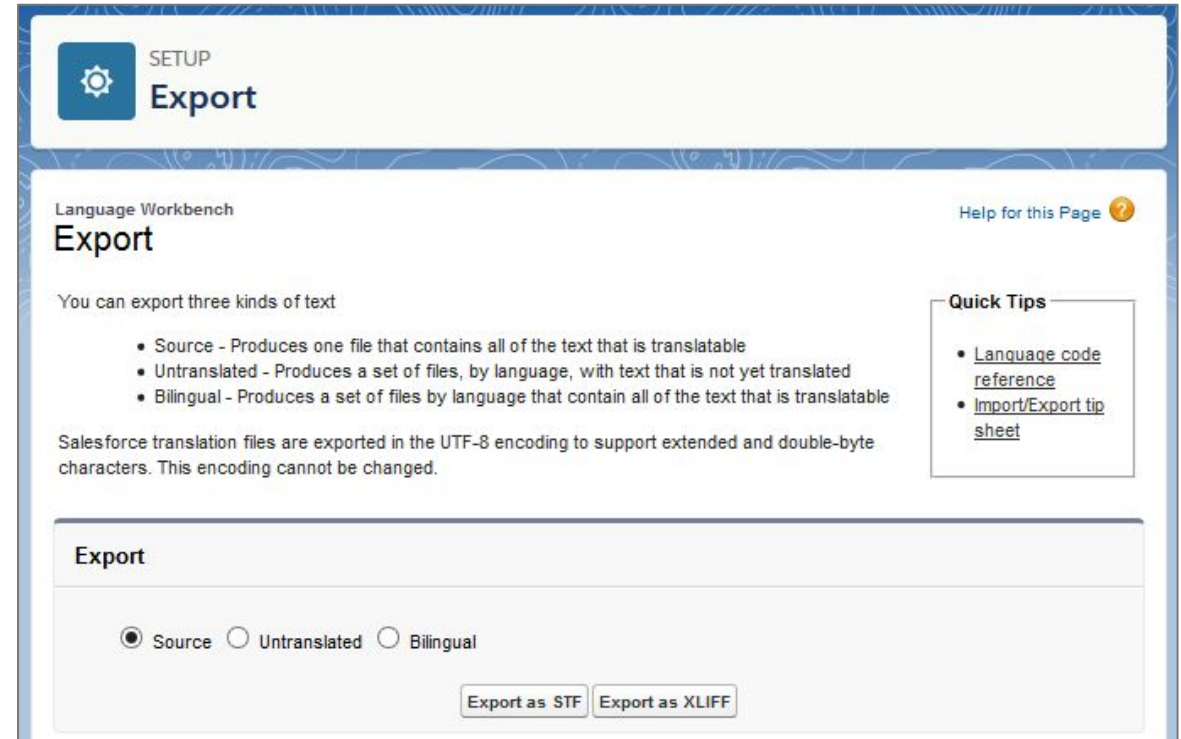 SETUP
Export
Language Workbench
Export
Help for this Page
You can export three kinds of text
• Source - Produces one file that contains all of the text that is translatable
• Untranslated - Produces a set of files, by language, with text that is not yet translated
• Bilingual - Produces a set of files by language that contain all of the text that is translatable
Salesforce translation files are exported in the UTF-8 encoding to support extended and double-byte
characters. This encoding cannot be changed.
Quick Tips
• Language code
reference
• Import/Export tip
sheet
Export
Source Untranslated Bilingual
Export as STF Export as XLIFF